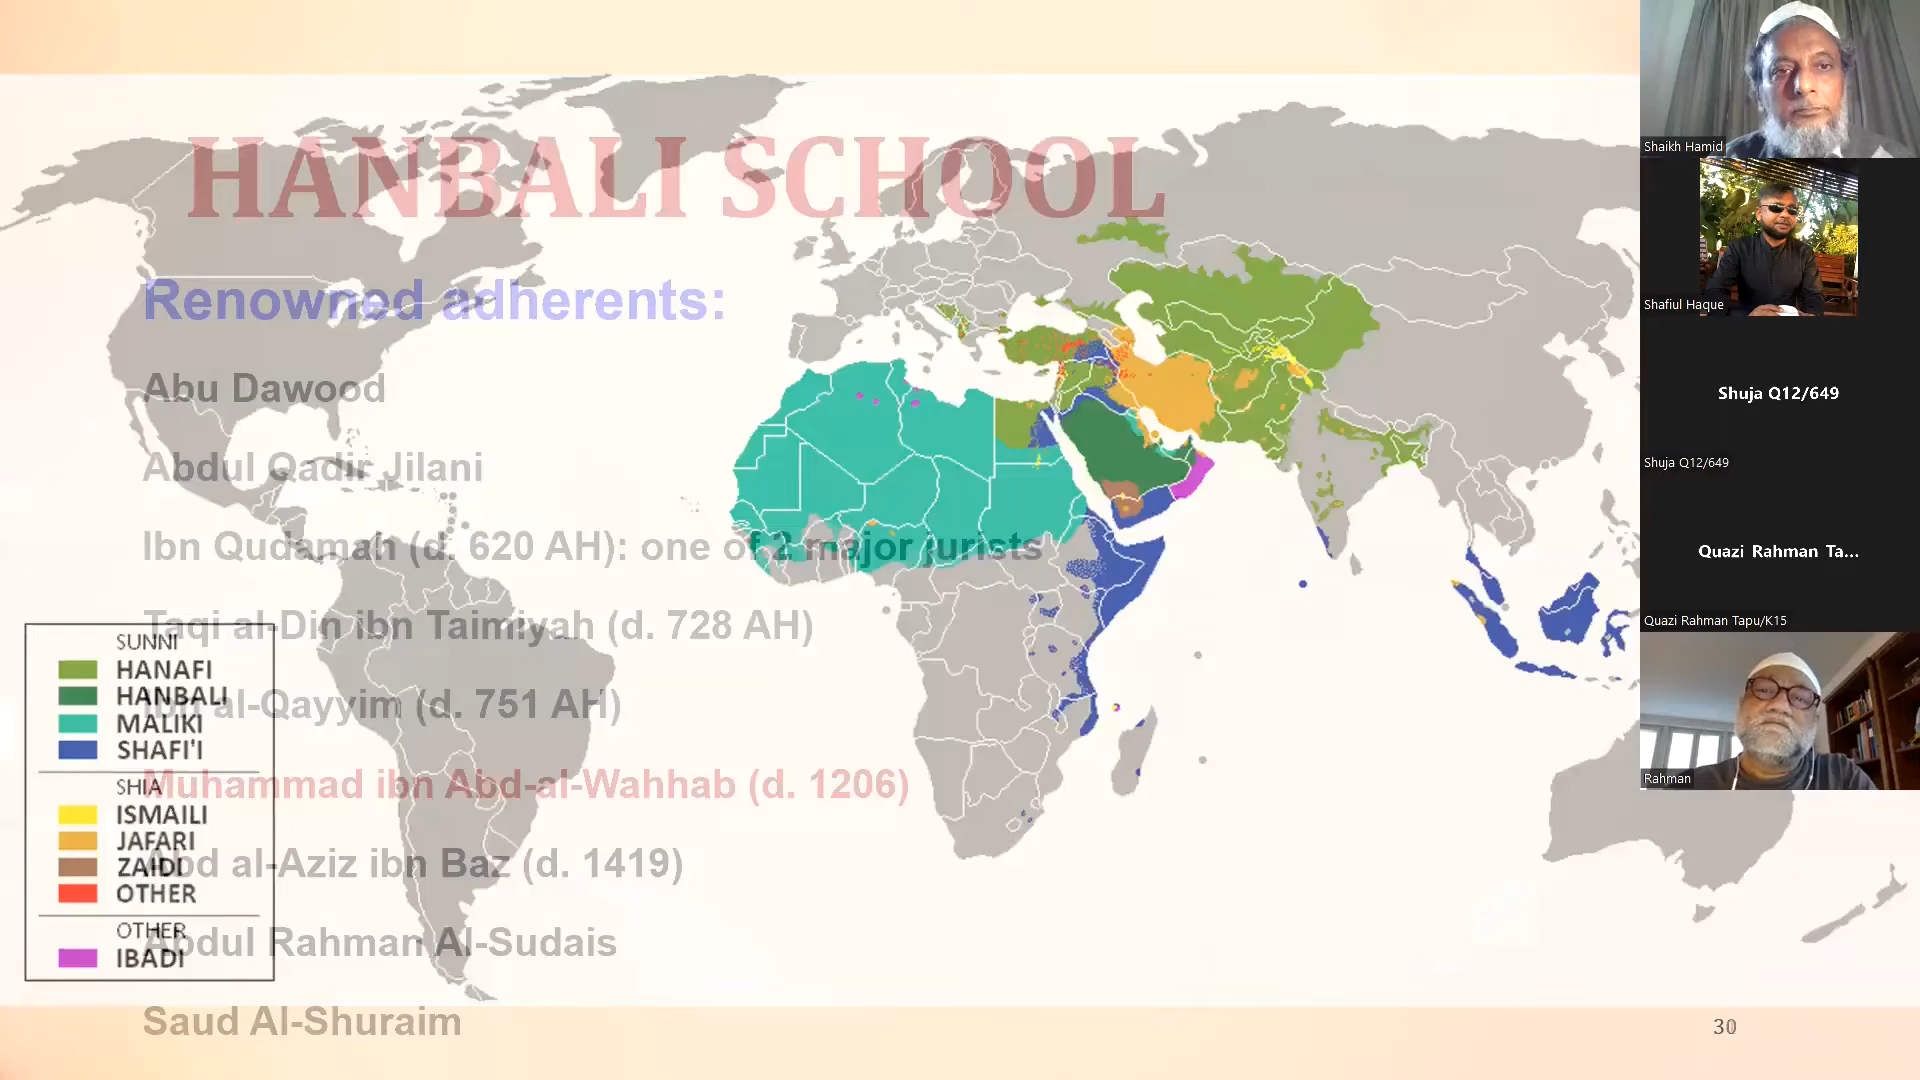 HANBALI SCHOOL
Renowned adherents:
Abu Dawood
Abdul Qadir Jilani
Ibn Qudamah (d. 620 AH): one of 2 major jurists
Taqi al-Din ibn Taimiyah (d. 728 AH)
Ibn al-Qayyim (d. 751 AH)
Muhammad ibn Abd-al-Wahhab (d. 1206)
Abd al-Aziz ibn Baz (d. 1419)
Abdul Rahman Al-Sudais
Saud Al-Shuraim
SUNNI
HANAFI
HANBALI
MALIKI
SHAFI'I
SHIA
ISMAILI
JAFARI
ZAIDI
OTHER
OTHER
IBADI
30
Shaikh Hamid
Shafiul Haque
Shuja Q12/649
Shuja Q12/649
Quazi Rahman Ta...
Quazi Rahman Tapu/K15
Rahman